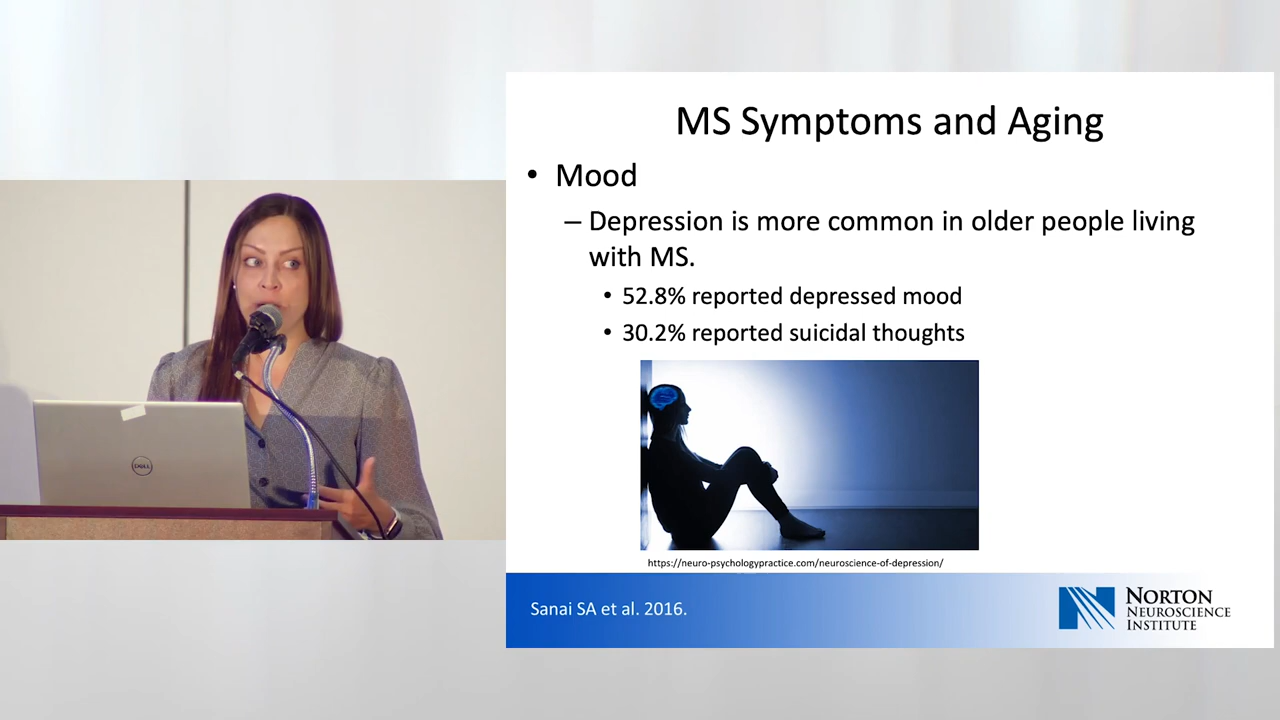 MS Symptoms and Aging
• Mood
– Depression is more common in older people living
with MS.
• 52.8% reported depressed mood
• 30.2% reported suicidal thoughts
https://neuro-psychologypractice.com/neuroscience-of-depression/
Sanai SA et al. 2016.
NORTON
NEUROSCIENCE
INSTITUTE
DELL